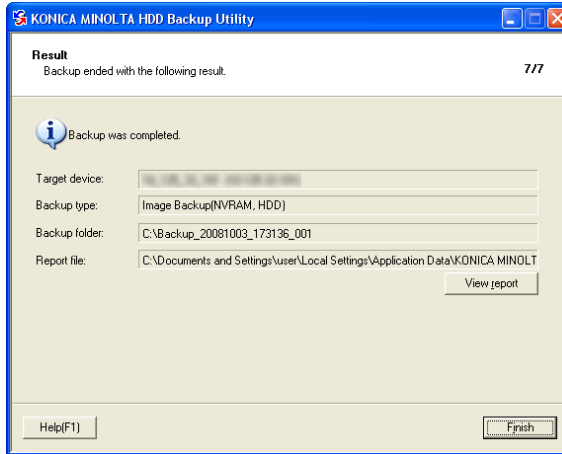 KONICA MINOLTA HDD Backup Utility
Result
Backup ended with the following result.
7/7
Backup was completed.
Target device:
Backup type: Image Backup(NVRAM, HDD)
Backup folder: C:\Backup_20081003_173136_001
Report file: C:\Documents and Settings\user\Local Settings\Application Data\KONICA MINOLT
View report
Help(F1) Finish